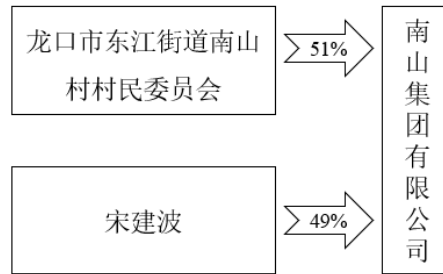 龙口市东江街道南山
村村民委员会
51%
南山集团有限公司
宋建波
49%